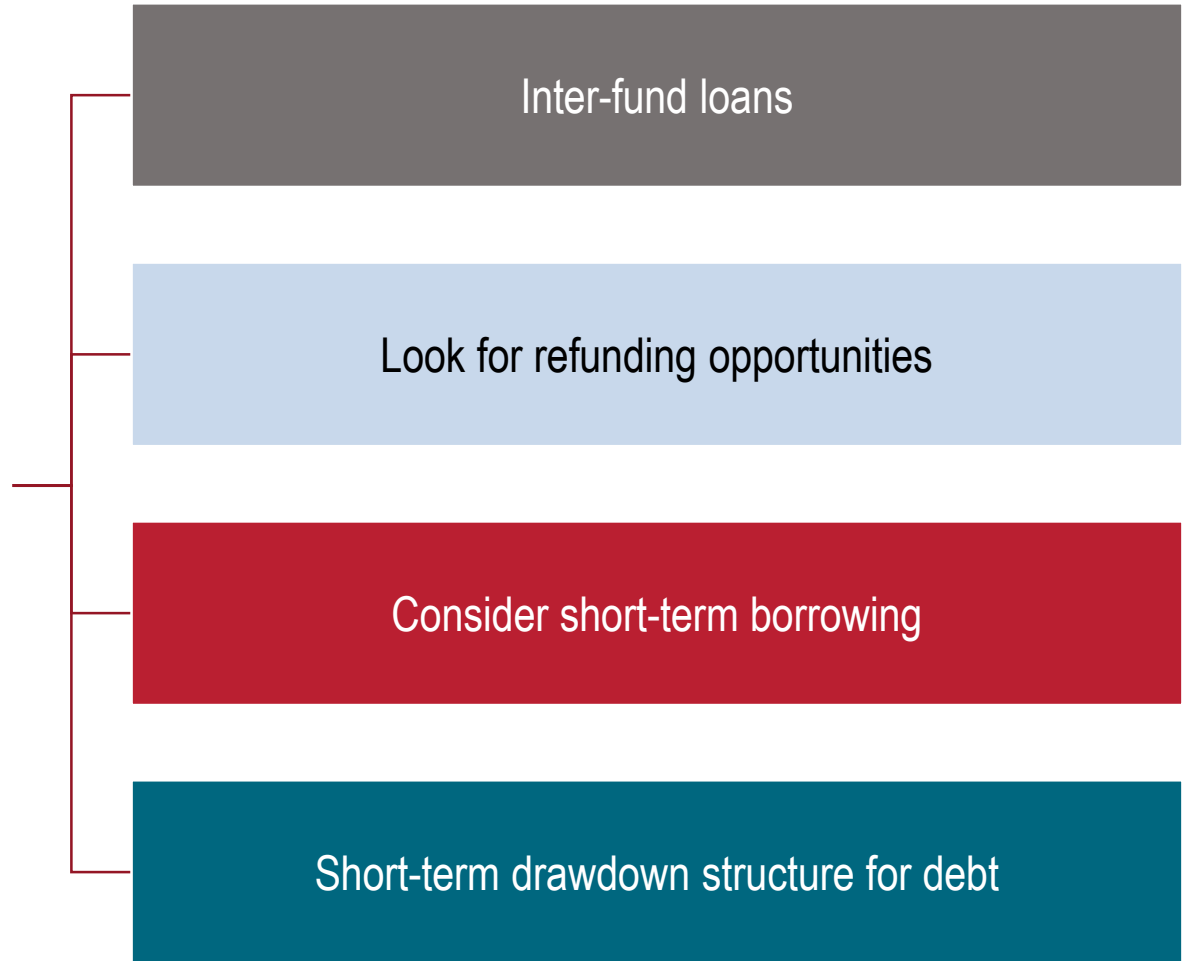 Inter-fund loans
Look for refunding opportunities
Consider short-term borrowing
Short-term drawdown structure for debt